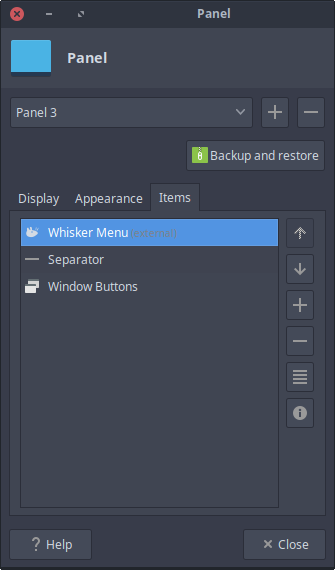 Panel
Panel
Panel 3
Backup and restore
Display Appearance Items
Whisker Menu (external)
Separator
Window Buttons
? Help
Close